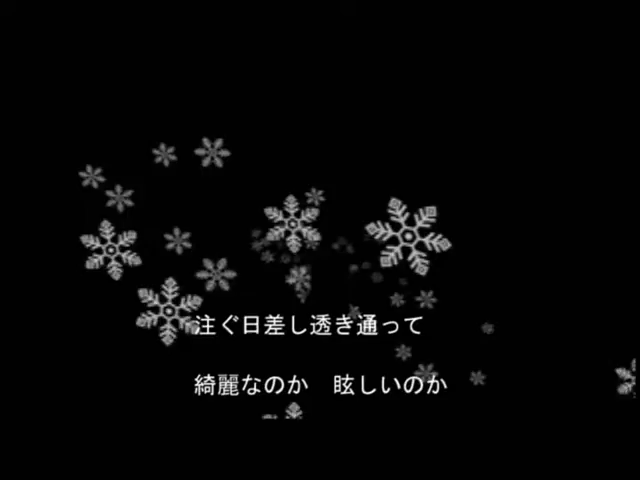 注ぐ日差し透き通って
綺麗なのか　眩しいのか